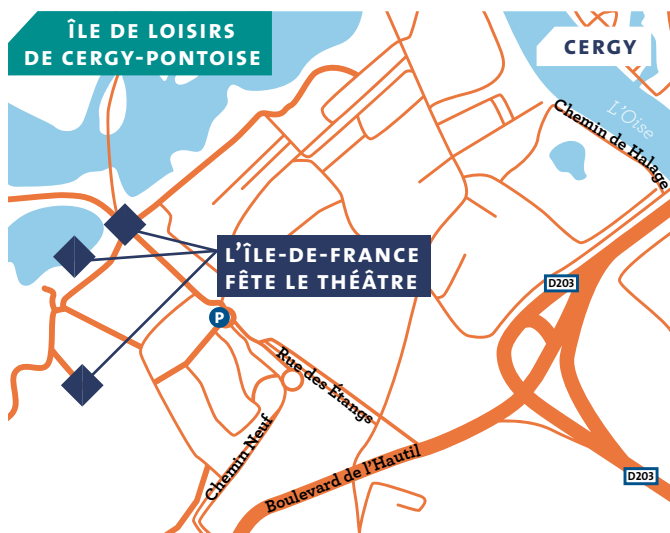 ÎLE DE LOISIRS
DE CERGY-PONTOISE
CERGY
L'Oise
Chemin de Halage
L'ÎLE-DE-FRANCE
FÊTE LE THÉÂTRE
D203
P
Rue des Étangs
Chemin Neuf
Boulevard de l'Hautil
D203